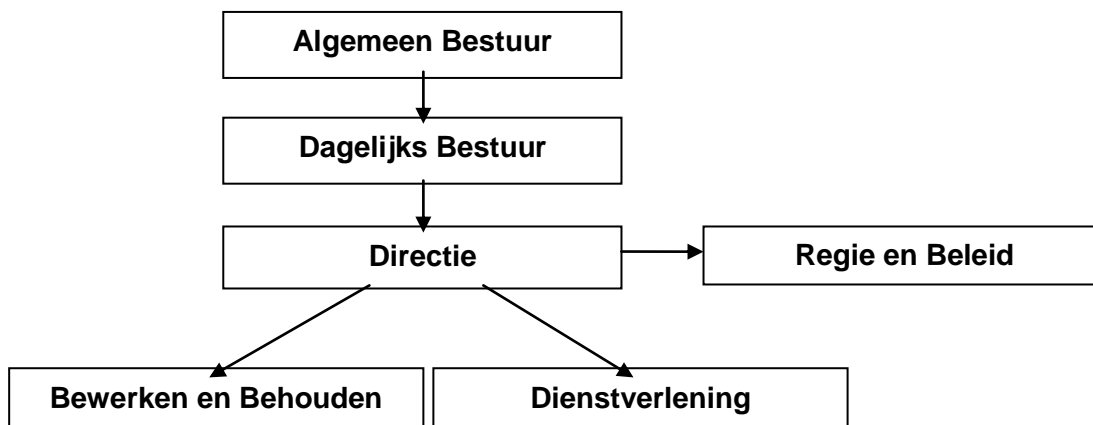 Algemeen Bestuur
Dagelijks Bestuur
Directie
Regie en Beleid
Bewerken en Behouden
Dienstverlening